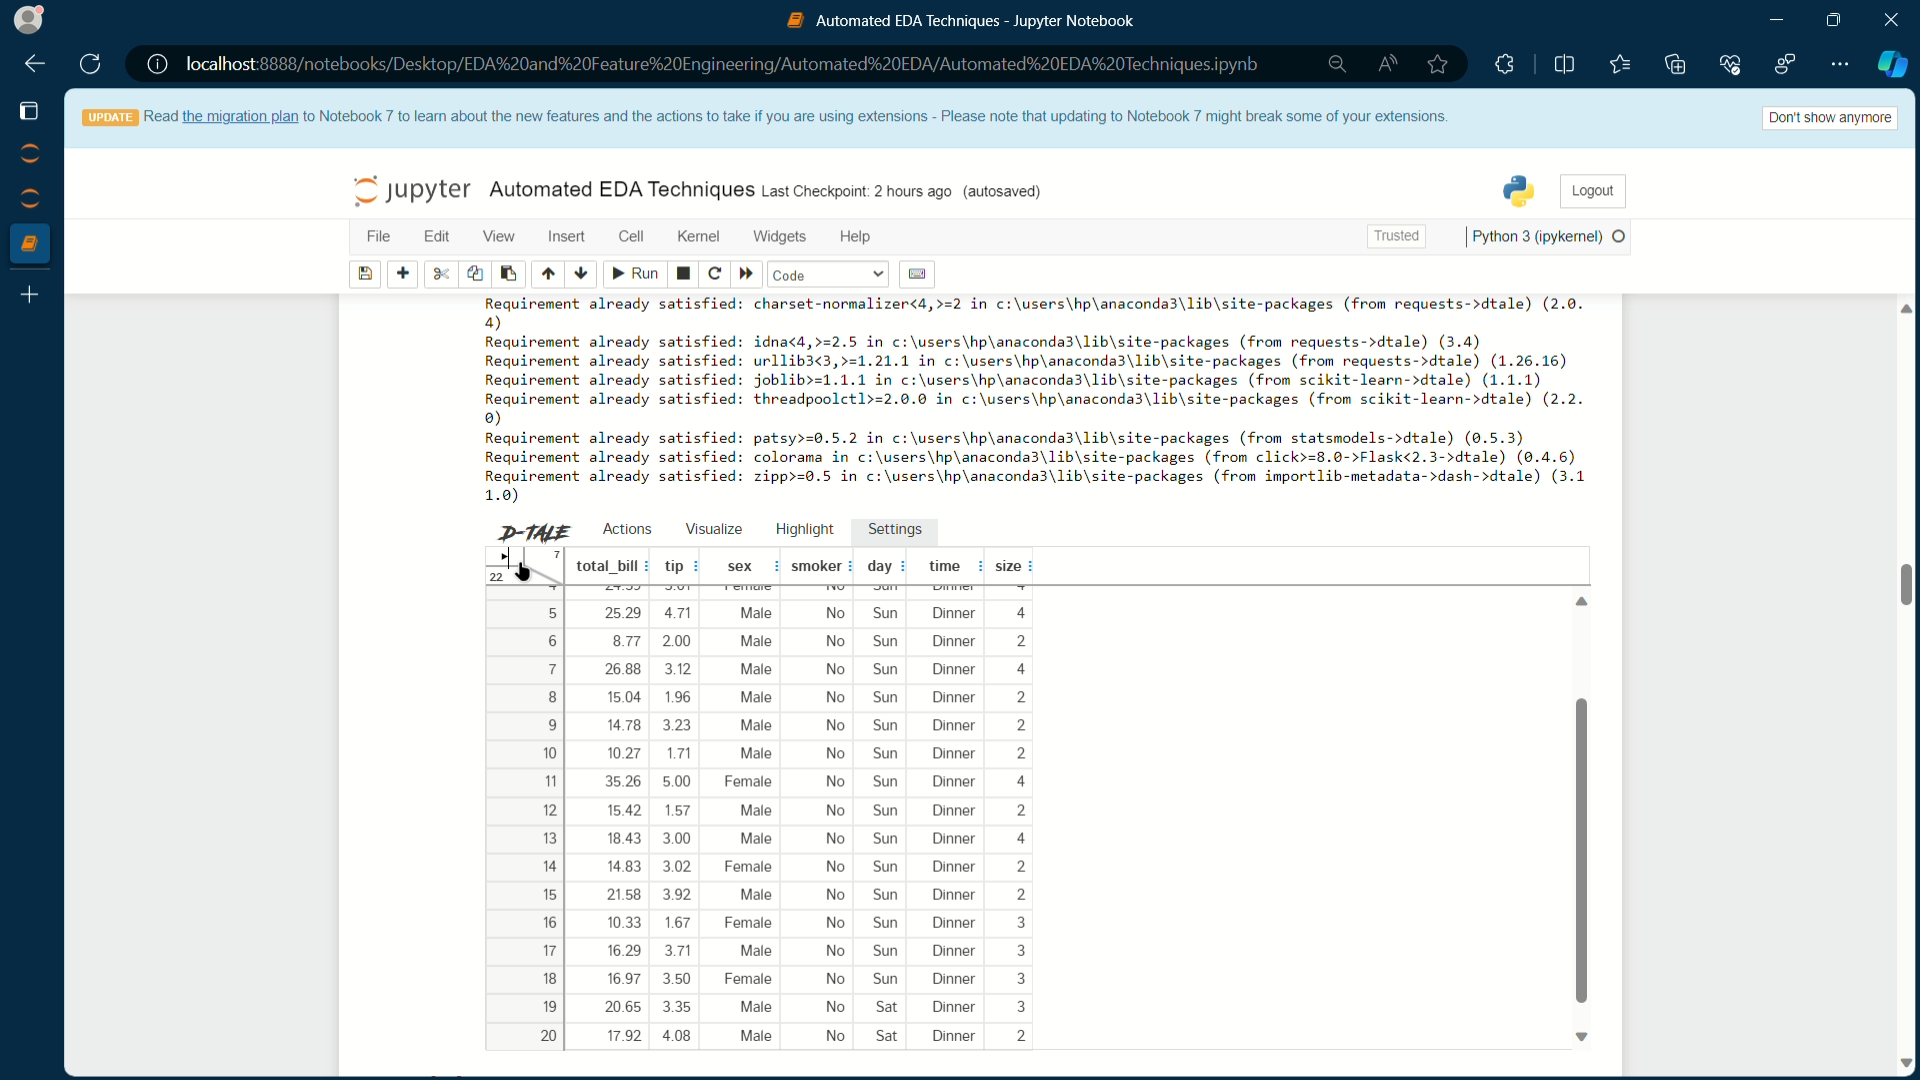 Automated EDA Techniques - Jupyter Notebook
localhost:8888/notebooks/Desktop/EDA%20and%20Feature%20Engineering/Automated%20EDA/Automated%20EDA%20Techniques.ipynb
UPDATE Read the migration plan to Notebook 7 to learn about the new features and the actions to take if you are using extensions - Please note that updating to Notebook 7 might break some of your extensions. Don't show anymore
jupyter Automated EDA Techniques Last Checkpoint: 2 hours ago (autosaved) Logout
File Edit View Insert Cell Kernel Widgets Help Trusted Python 3 (ipykernel)
Run Code
Requirement already satisfied: charset-normalizer<4,>=2 in c:\users\hp\anaconda3\lib\site-packages (from requests->dtale) (2.0.
4)
Requirement already satisfied: idna<4,>=2.5 in c:\users\hp\anaconda3\lib\site-packages (from requests->dtale) (3.4)
Requirement already satisfied: urllib3<3,>=1.21.1 in c:\users\hp\anaconda3\lib\site-packages (from requests->dtale) (1.26.16)
Requirement already satisfied: joblib>=1.1.1 in c:\users\hp\anaconda3\lib\site-packages (from scikit-learn->dtale) (1.1.1)
Requirement already satisfied: threadpoolctl>=2.0.0 in c:\users\hp\anaconda3\lib\site-packages (from scikit-learn->dtale) (2.2.
0)
Requirement already satisfied: patsy>=0.5.2 in c:\users\hp\anaconda3\lib\site-packages (from statsmodels->dtale) (0.5.3)
Requirement already satisfied: colorama in c:\users\hp\anaconda3\lib\site-packages (from click>=8.0->Flask<2.3->dtale) (0.4.6)
Requirement already satisfied: zipp>=0.5 in c:\users\hp\anaconda3\lib\site-packages (from importlib-metadata->dash->dtale) (3.1
1.0)
D-TALE Actions Visualize Highlight Settings
7
22 total_bill tip sex smoker day time size
5 25.29 4.71 Male No Sun Dinner 4
6 8.77 2.00 Male No Sun Dinner 2
7 26.88 3.12 Male No Sun Dinner 4
8 15.04 1.96 Male No Sun Dinner 2
9 14.78 3.23 Male No Sun Dinner 2
10 10.27 1.71 Male No Sun Dinner 2
11 35.26 5.00 Female No Sun Dinner 4
12 15.42 1.57 Male No Sun Dinner 2
13 18.43 3.00 Male No Sun Dinner 4
14 14.83 3.02 Female No Sun Dinner 2
15 21.58 3.92 Male No Sun Dinner 2
16 10.33 1.67 Female No Sun Dinner 3
17 16.29 3.71 Male No Sun Dinner 3
18 16.97 3.50 Female No Sun Dinner 3
19 20.65 3.35 Male No Sat Dinner 3
20 17.92 4.08 Male No Sat Dinner 2